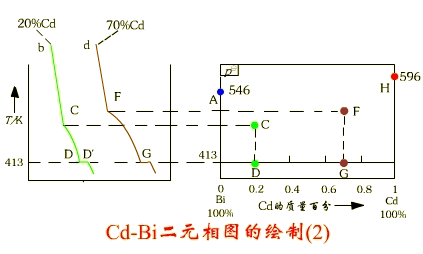 20%Cd
70%Cd
b
d
p
A
546
H
596
F
F
C
C
T/K
413
D
D′
G
413
D
G
0
0.2
0.4
0.6
0.8
1
Bi
Cd的质量百分
Cd
100%
100%
Cd-Bi二元相图的绘制(2)